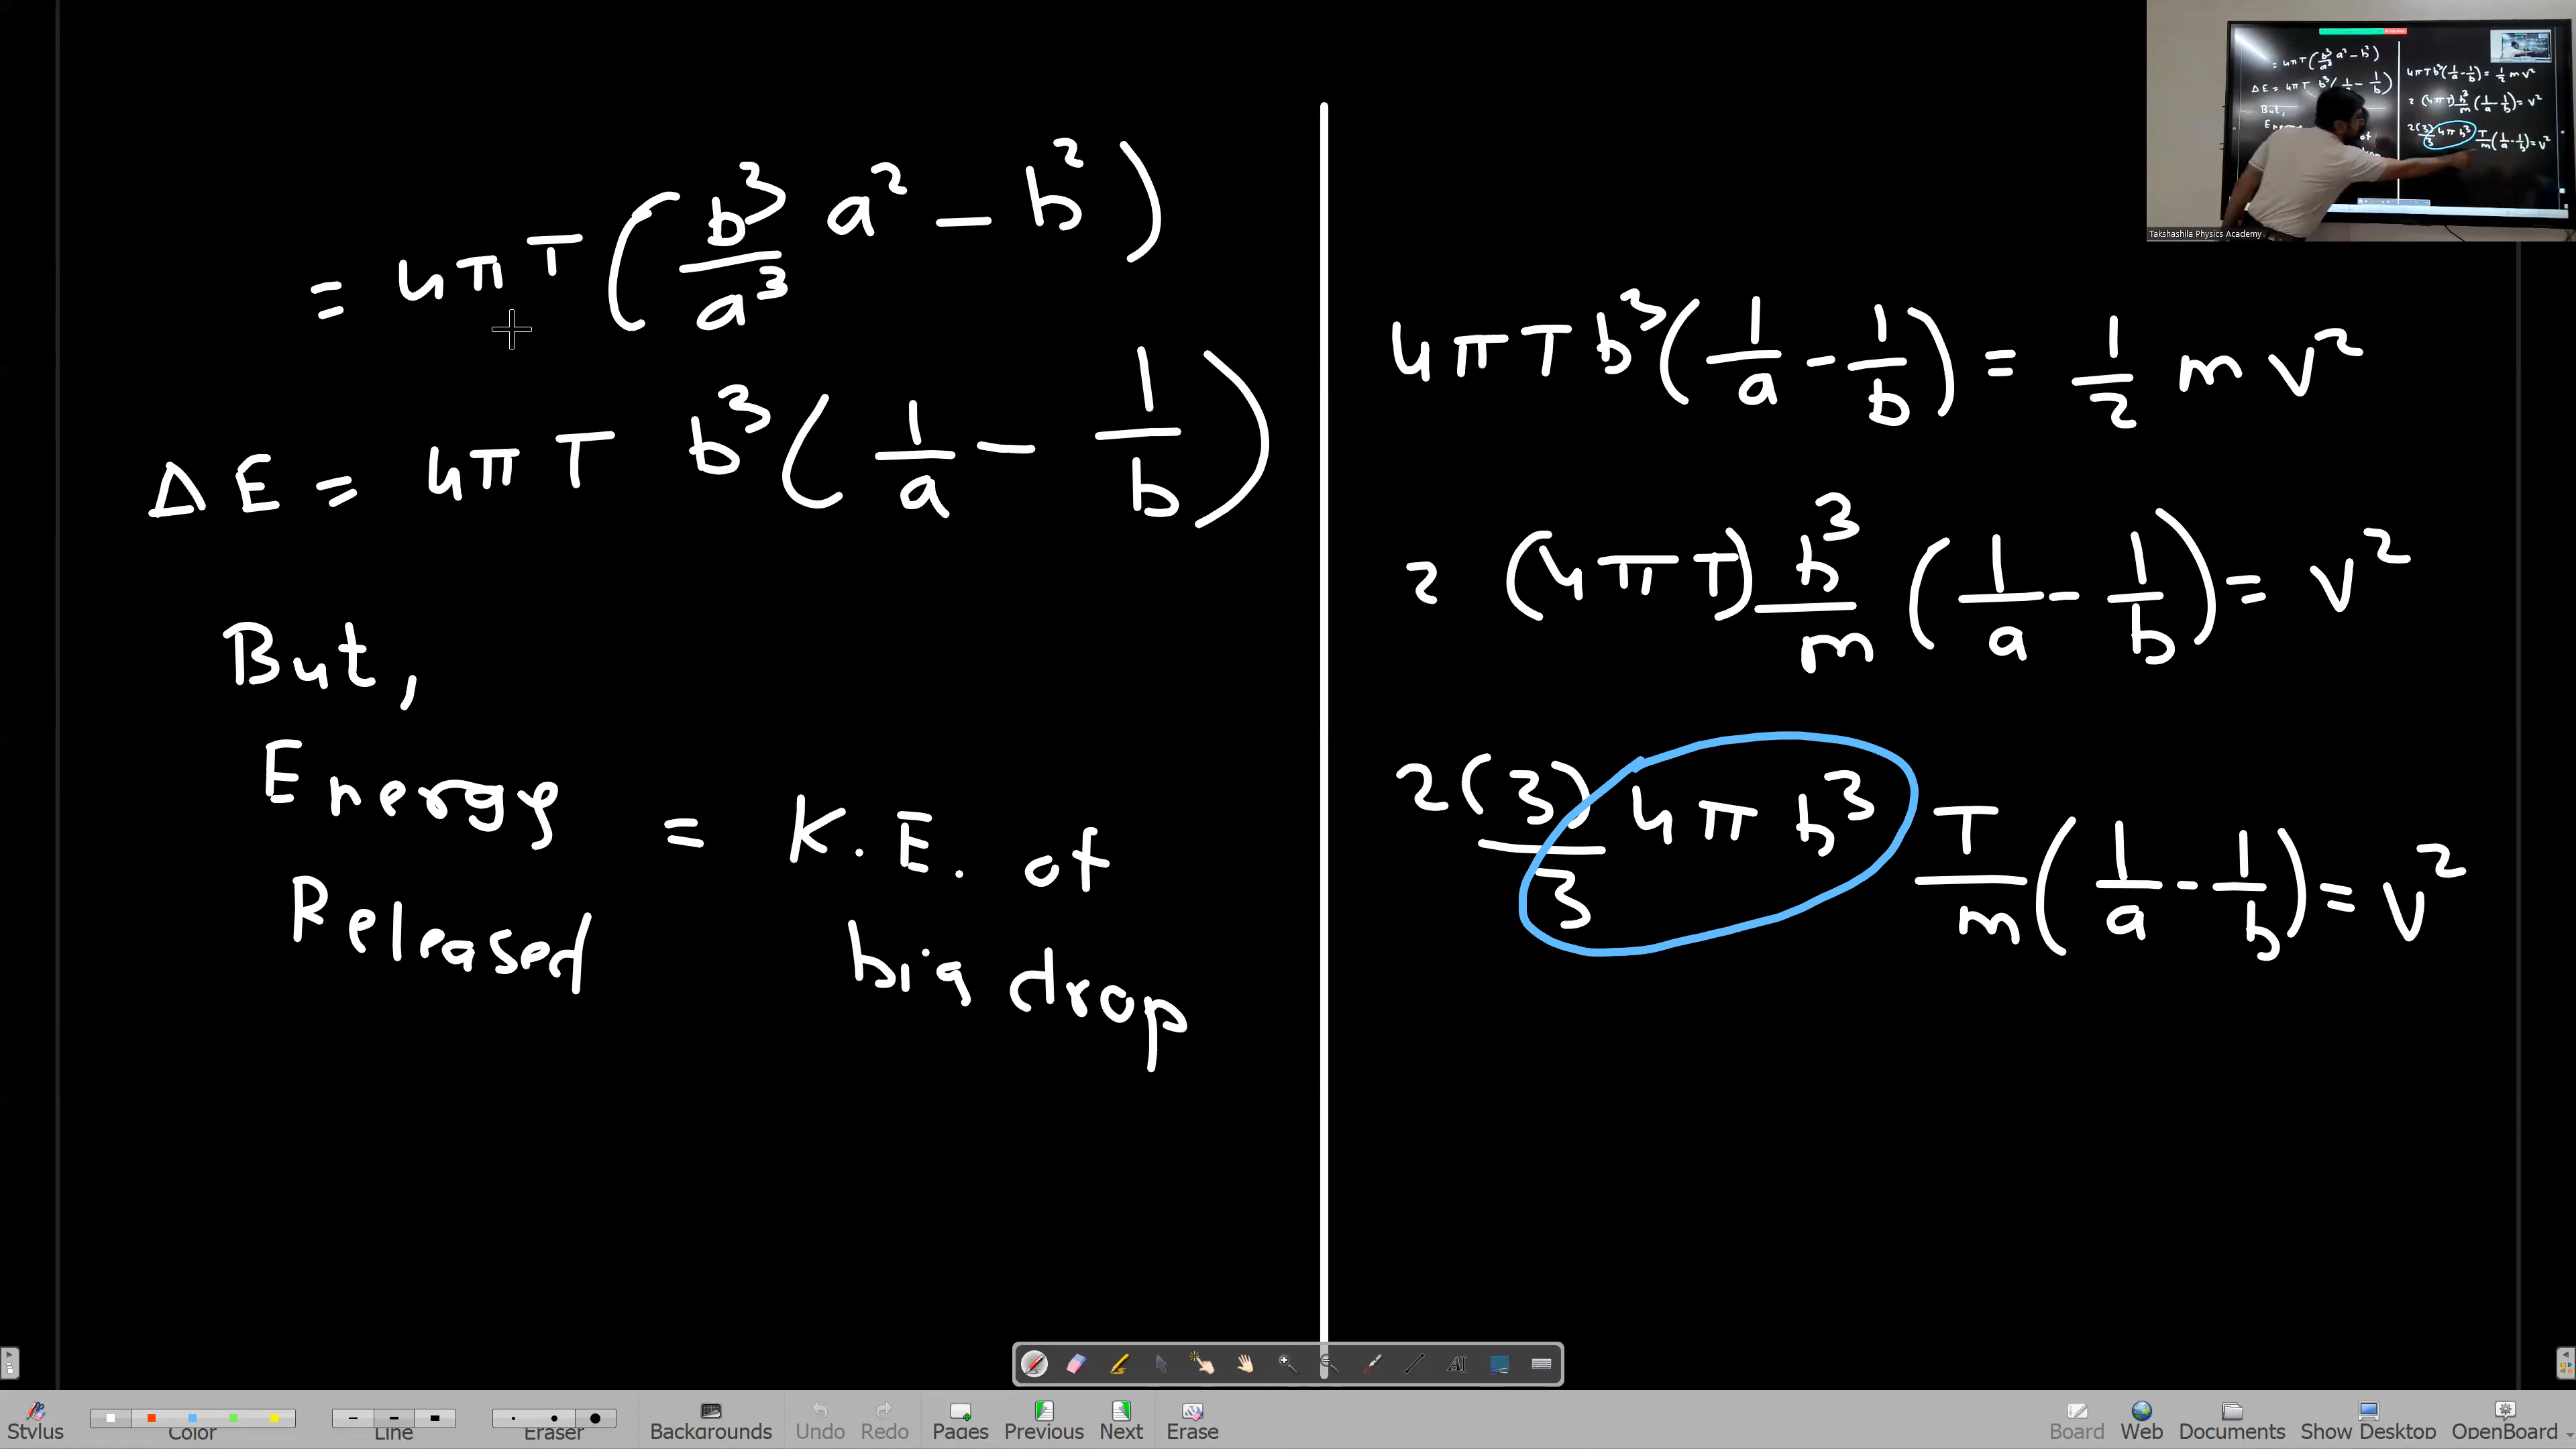 = 4πT ( b³/a³ a² − b² )
ΔE = 4πT b³ ( 1/a − 1/b )
But,
Energy Released = K.E. of big drop
4πTb³ ( 1/a − 1/b ) = 1/2 mv²
2 (4πT) b³/m ( 1/a − 1/b ) = v²
2(3)/3 4πb³ T/m ( 1/a − 1/b ) = v²
Takshashila Physics Academy
Stylus Color Line Eraser Backgrounds Undo Redo Pages Previous Next Erase Board Web Documents Show Desktop OpenBoard